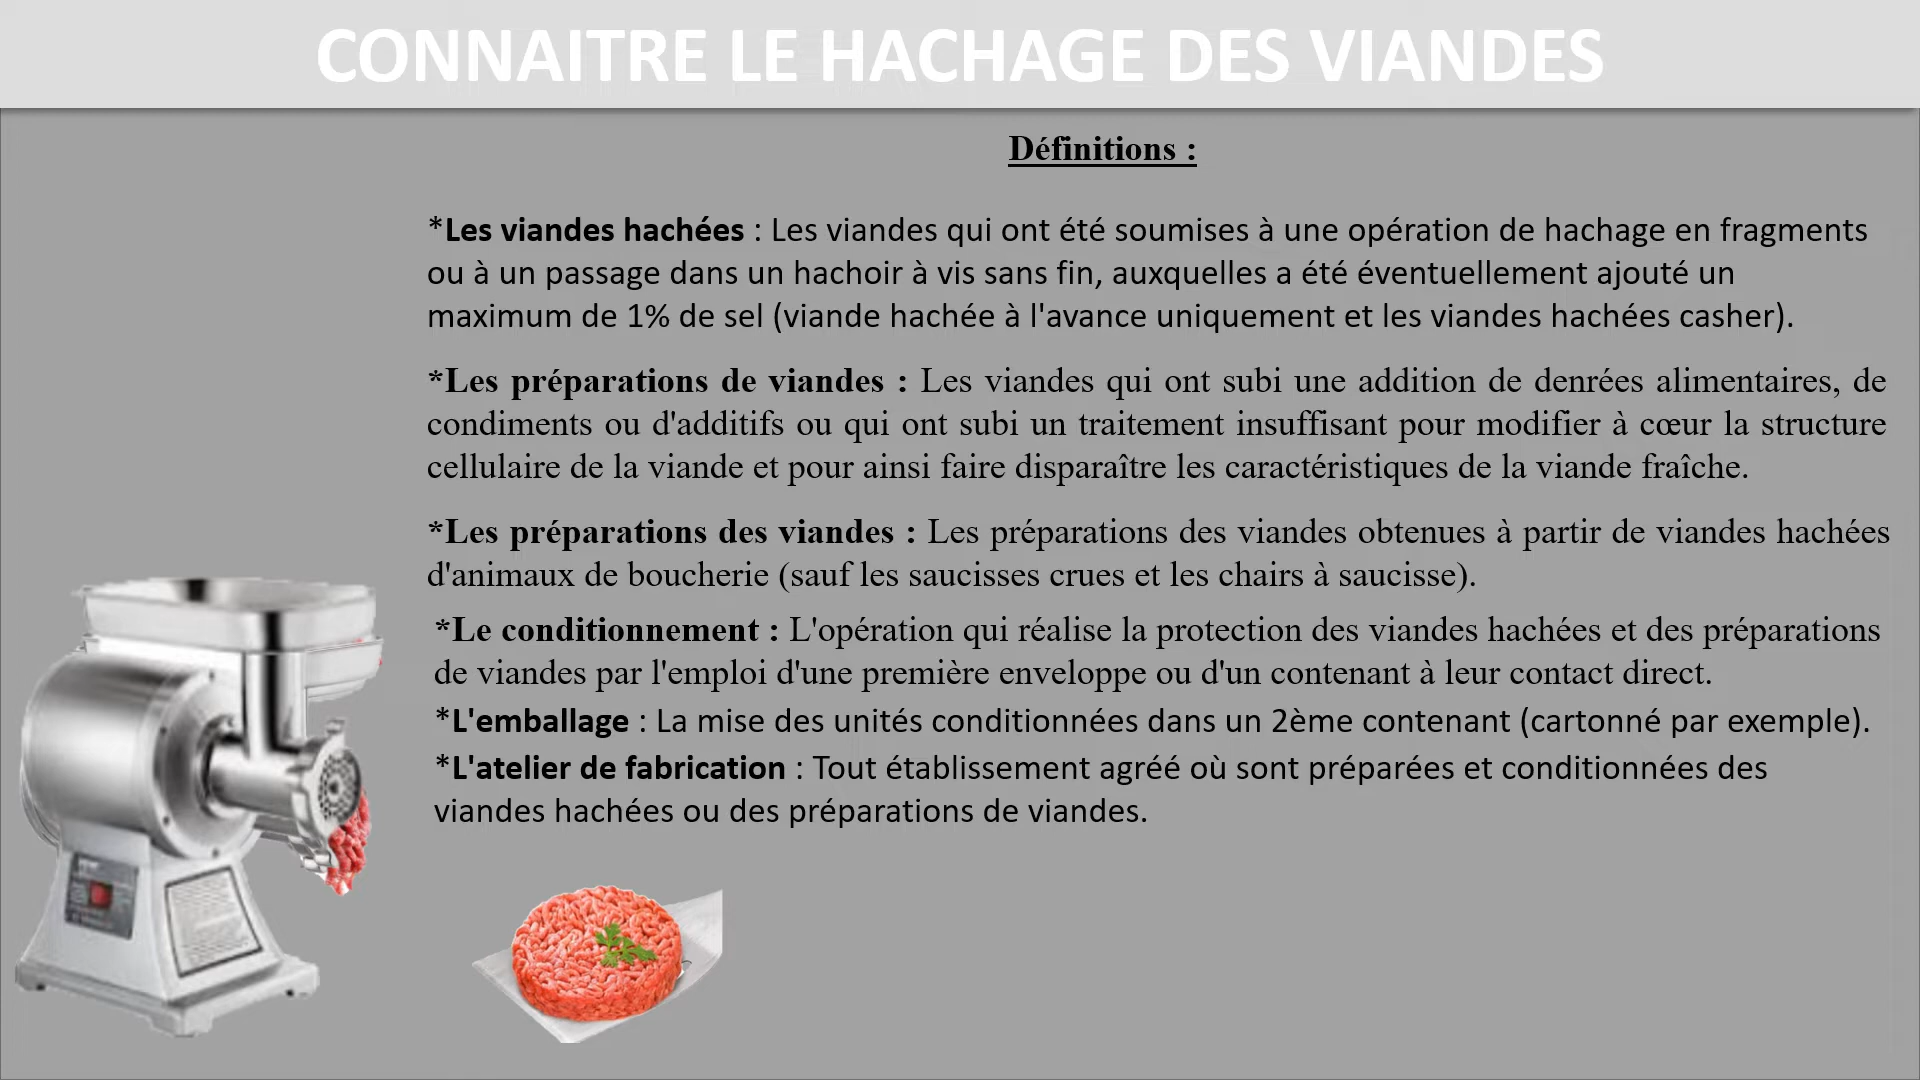 CONNAITRE LE HACHAGE DES VIANDES
Définitions :
*Les viandes hachées : Les viandes qui ont été soumises à une opération de hachage en fragments
ou à un passage dans un hachoir à vis sans fin, auxquelles a été éventuellement ajouté un
maximum de 1% de sel (viande hachée à l'avance uniquement et les viandes hachées casher).
*Les préparations de viandes : Les viandes qui ont subi une addition de denrées alimentaires, de
condiments ou d'additifs ou qui ont subi un traitement insuffisant pour modifier à cœur la structure
cellulaire de la viande et pour ainsi faire disparaître les caractéristiques de la viande fraîche.
*Les préparations des viandes : Les préparations des viandes obtenues à partir de viandes hachées
d'animaux de boucherie (sauf les saucisses crues et les chairs à saucisse).
*Le conditionnement : L'opération qui réalise la protection des viandes hachées et des préparations
de viandes par l'emploi d'une première enveloppe ou d'un contenant à leur contact direct.
*L'emballage : La mise des unités conditionnées dans un 2ème contenant (cartonné par exemple).
*L'atelier de fabrication : Tout établissement agréé où sont préparées et conditionnées des
viandes hachées ou des préparations de viandes.